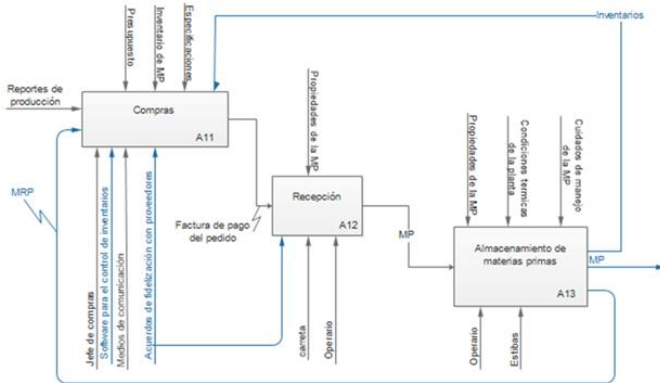 Presupuesto
Inventario de MP
Especificaciones
Inventarios
Reportes de
producción
Compras
A11
Propiedades de la MP
Propiedades de la MP
Condiciones termicas
de la planta
Cuidados de manejo
de la MP
MRP
Factura de pago
del pedido
Recepción
A12
MP
Almacenamiento de
materias primas
A13
MP
Jefe de compras
Software para el control de inventarios
Medios de comunicación
Acuerdos de fidelización con proveedores
carreta
Operario
Operario
Estibas